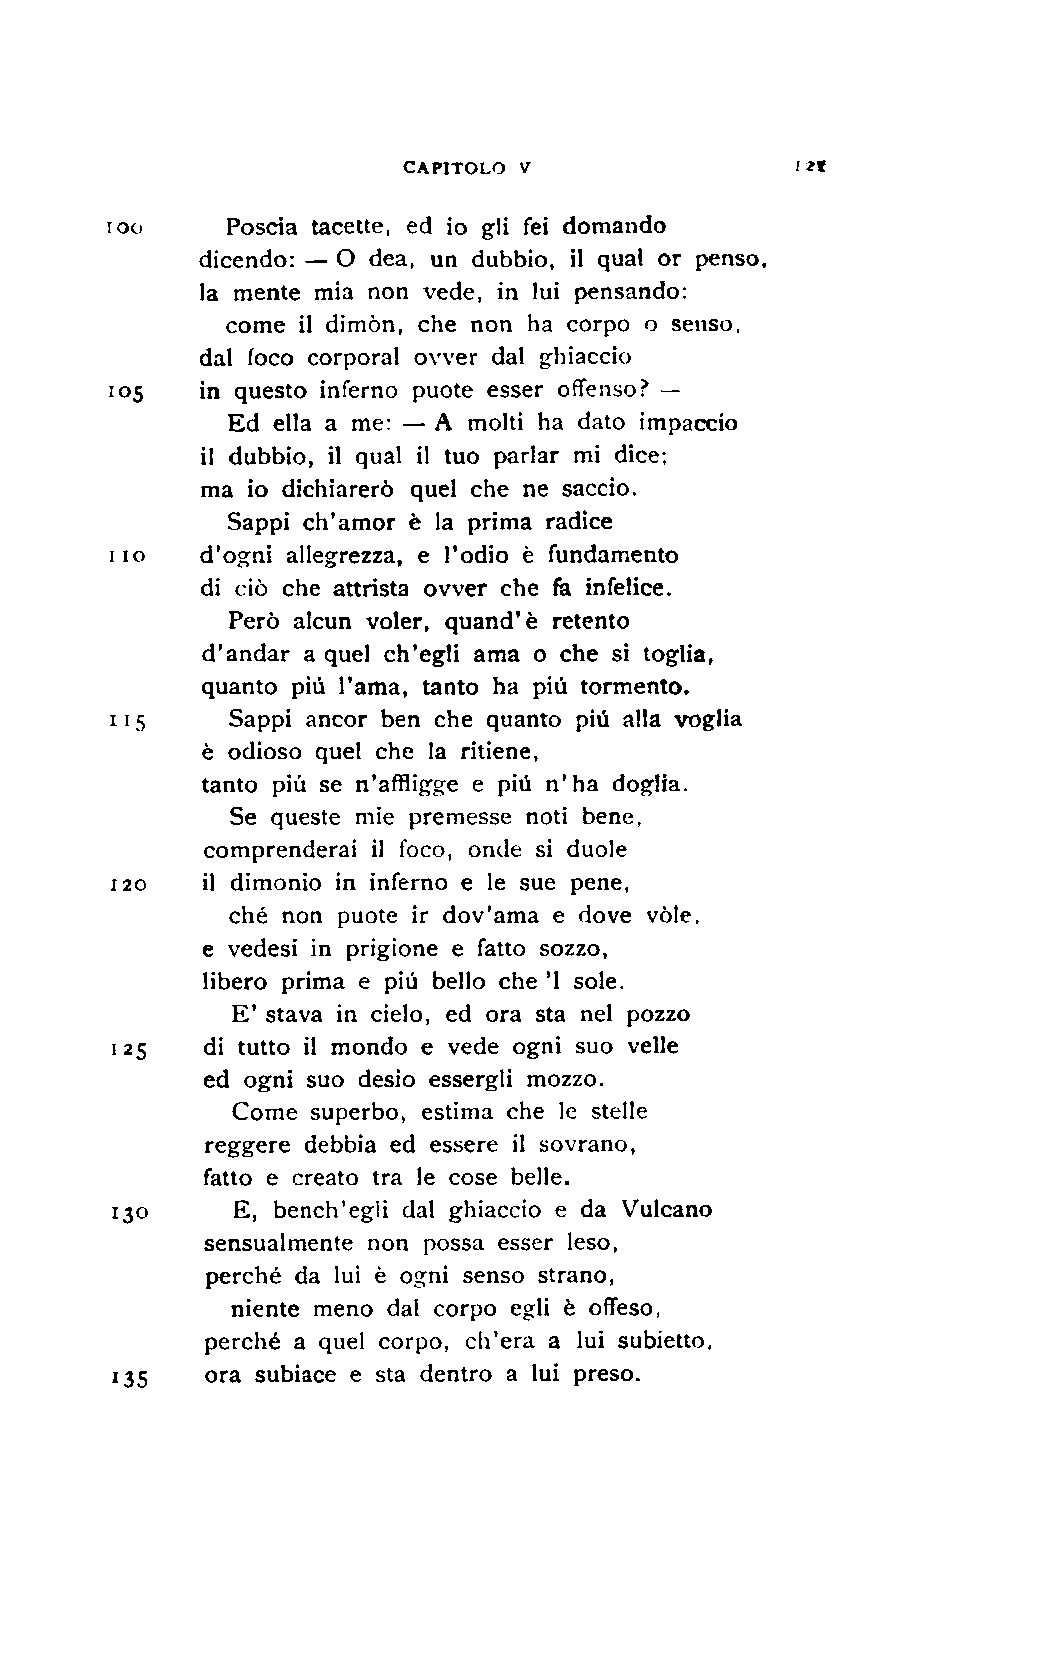 CAPITOLO V 121
100 Poscia tacette, ed io gli fei domando
dicendo: — O dea, un dubbio, il qual or penso,
la mente mia non vede, in lui pensando:
come il dimòn, che non ha corpo o senso,
dal foco corporal ovver dal ghiaccio
105 in questo inferno puote esser offenso? —
Ed ella a me: — A molti ha dato impaccio
il dubbio, il qual il tuo parlar mi dice;
ma io dichiarerò quel che ne saccio.
Sappi ch'amor è la prima radice
110 d'ogni allegrezza, e l'odio è fundamento
di ciò che attrista ovver che fa infelice.
Però alcun voler, quand'è retento
d'andar a quel ch'egli ama o che si toglia,
quanto piú l'ama, tanto ha piú tormento.
115 Sappi ancor ben che quanto piú alla voglia
è odioso quel che la ritiene,
tanto piú se n'affligge e piú n'ha doglia.
Se queste mie premesse noti bene,
comprenderai il foco, onde si duole
120 il dimonio in inferno e le sue pene,
ché non puote ir dov'ama e dove vòle,
e vedesi in prigione e fatto sozzo,
libero prima e piú bello che 'l sole.
E' stava in cielo, ed ora sta nel pozzo
125 di tutto il mondo e vede ogni suo velle
ed ogni suo desio essergli mozzo.
Come superbo, estima che le stelle
reggere debbia ed essere il sovrano,
fatto e creato tra le cose belle.
130 E, bench'egli dal ghiaccio e da Vulcano
sensualmente non possa esser leso,
perché da lui è ogni senso strano,
niente meno dal corpo egli è offeso,
perché a quel corpo, ch'era a lui subietto,
135 ora subiace e sta dentro a lui preso.